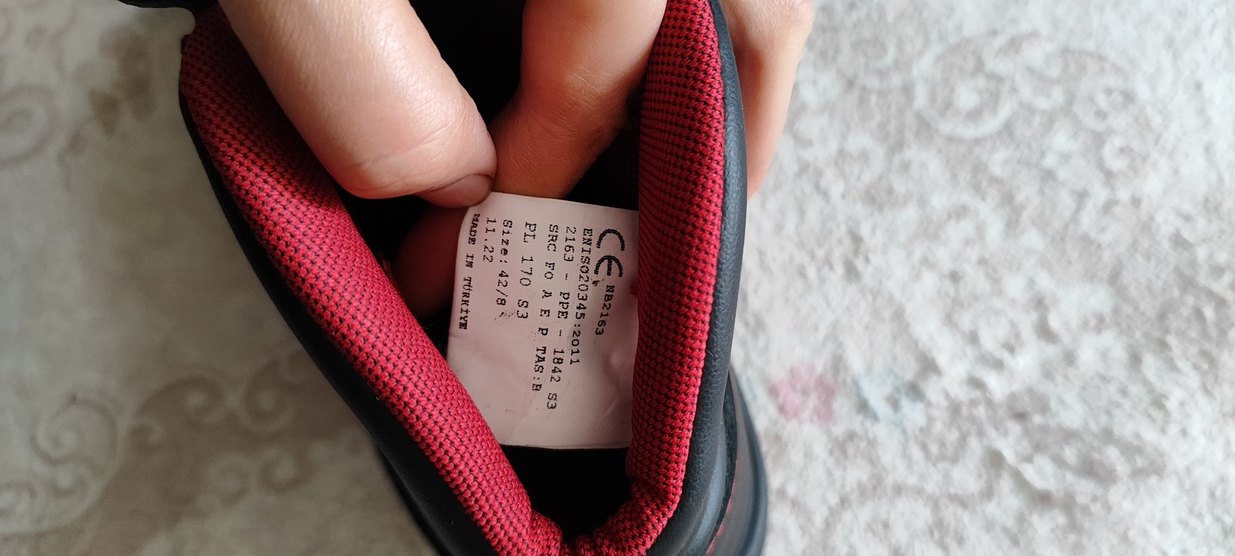 CE NB2163
ENISO20345:2011
2163 - PPE - 1842 S3
SRC FO A E P TAS:B
PL 170 S3
Size: 42/8
11.22
MADE IN TÜRKİYE